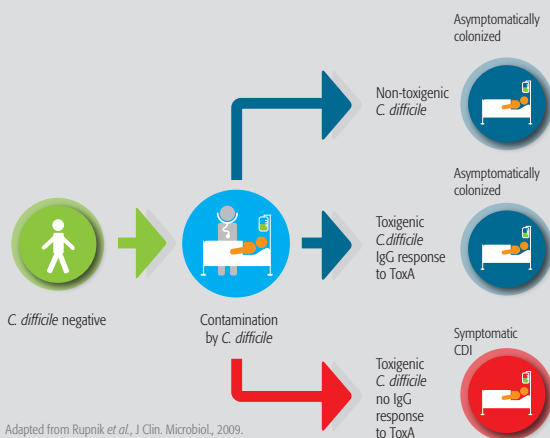 Asymptomatically
colonized
Non-toxigenic
C. difficile
Asymptomatically
colonized
Toxigenic
C.difficile
IgG response
to ToxA
C. difficile negative
Contamination
by C. difficile
Symptomatic
CDI
Toxigenic
C. difficile
no IgG
response
to ToxA
Adapted from Rupnik et al., J Clin. Microbiol., 2009.